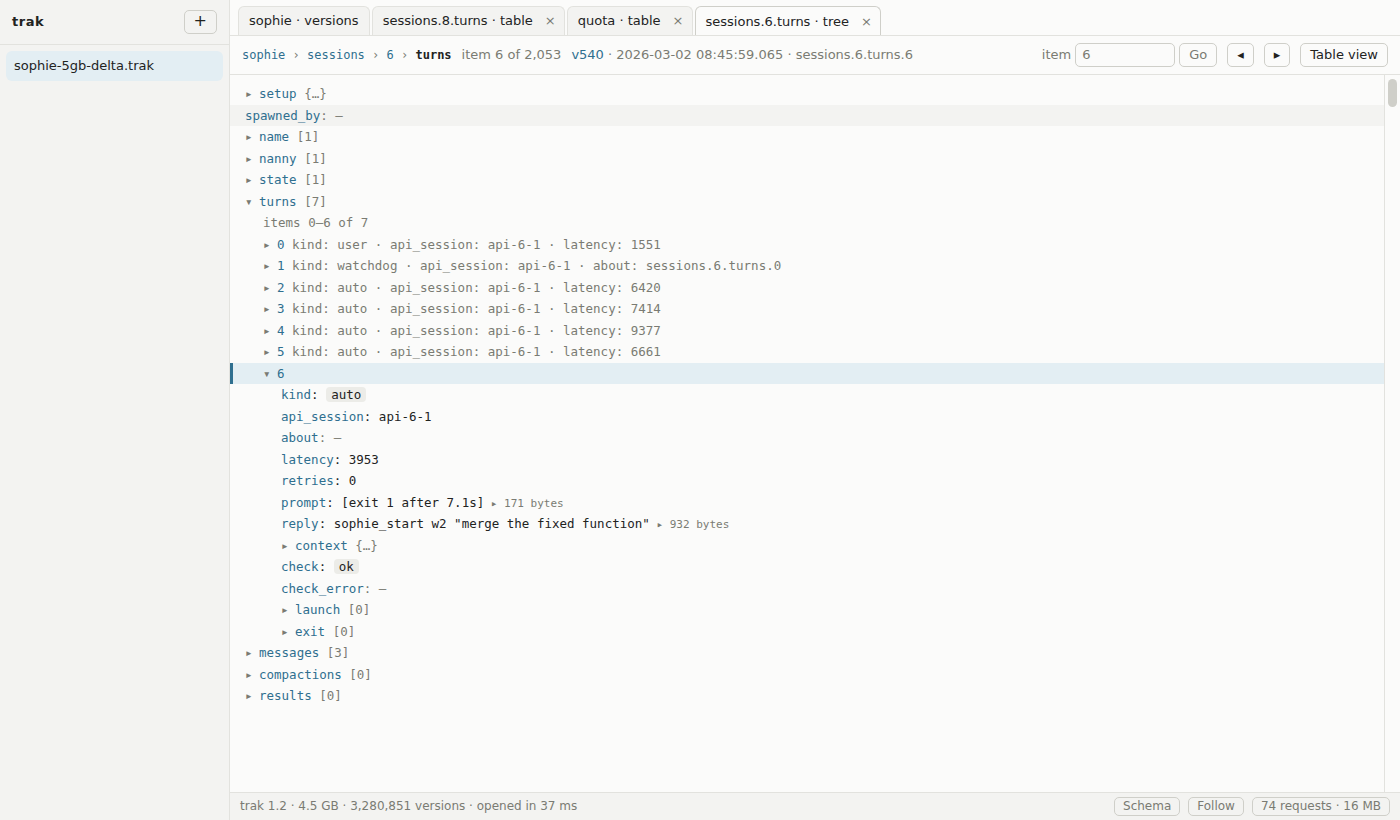 trak +
sophie-5gb-delta.trak
sophie · versions sessions.8.turns · table × quota · table × sessions.6.turns · tree ×
sophie › sessions › 6 › turns item 6 of 2,053 v540 · 2026-03-02 08:45:59.065 · sessions.6.turns.6 item 6 Go ◂ ▸ Table view
▸ setup {…}
spawned_by: —
▸ name [1]
▸ nanny [1]
▸ state [1]
▾ turns [7]
items 0–6 of 7
▸ 0 kind: user · api_session: api-6-1 · latency: 1551
▸ 1 kind: watchdog · api_session: api-6-1 · about: sessions.6.turns.0
▸ 2 kind: auto · api_session: api-6-1 · latency: 6420
▸ 3 kind: auto · api_session: api-6-1 · latency: 7414
▸ 4 kind: auto · api_session: api-6-1 · latency: 9377
▸ 5 kind: auto · api_session: api-6-1 · latency: 6661
▾ 6
kind: auto
api_session: api-6-1
about: —
latency: 3953
retries: 0
prompt: [exit 1 after 7.1s] ▸ 171 bytes
reply: sophie_start w2 "merge the fixed function" ▸ 932 bytes
▸ context {…}
check: ok
check_error: —
▸ launch [0]
▸ exit [0]
▸ messages [3]
▸ compactions [0]
▸ results [0]
trak 1.2 · 4.5 GB · 3,280,851 versions · opened in 37 ms Schema Follow 74 requests · 16 MB